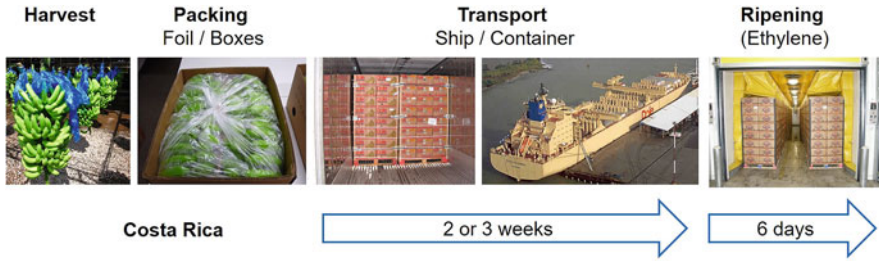 Harvest
Packing
Foil / Boxes
Transport
Ship / Container
Ripening
(Ethylene)
Costa Rica
2 or 3 weeks
6 days